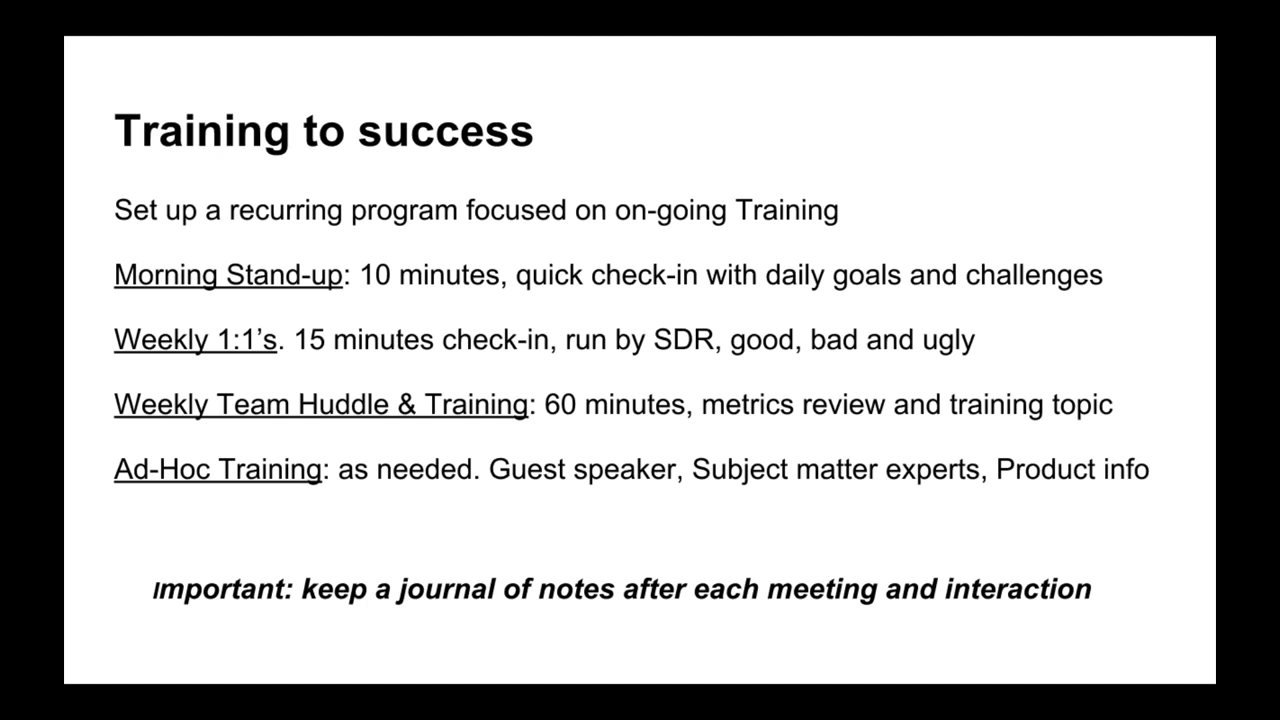 Training to success
Set up a recurring program focused on on-going Training
Morning Stand-up: 10 minutes, quick check-in with daily goals and challenges
Weekly 1:1’s. 15 minutes check-in, run by SDR, good, bad and ugly
Weekly Team Huddle & Training: 60 minutes, metrics review and training topic
Ad-Hoc Training: as needed. Guest speaker, Subject matter experts, Product info
Important: keep a journal of notes after each meeting and interaction